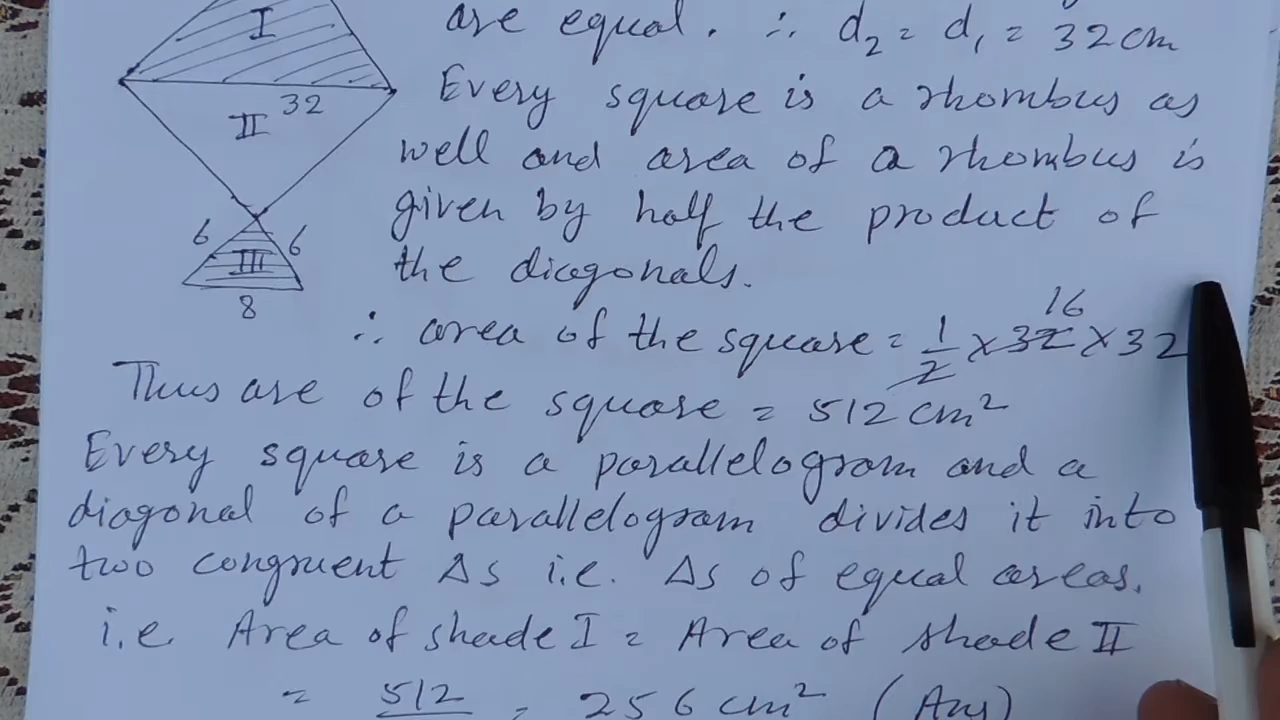 I
are equal. ∴ d₂ = d₁ = 32 cm
32
Every square is a rhombus as
II
well and area of a rhombus is
given by half the product of
6 6
III
the diagonals.
8
16
∴ area of the square = 1/2 x 32 x 32
Thus are of the square = 512 cm²
Every square is a parallelogram and a
diagonal of a parallelogram divides it into
two congruent Δs i.e. Δs of equal areas.
i.e Area of shade I = Area of shade II
= 512 = 256 cm² (Ans)